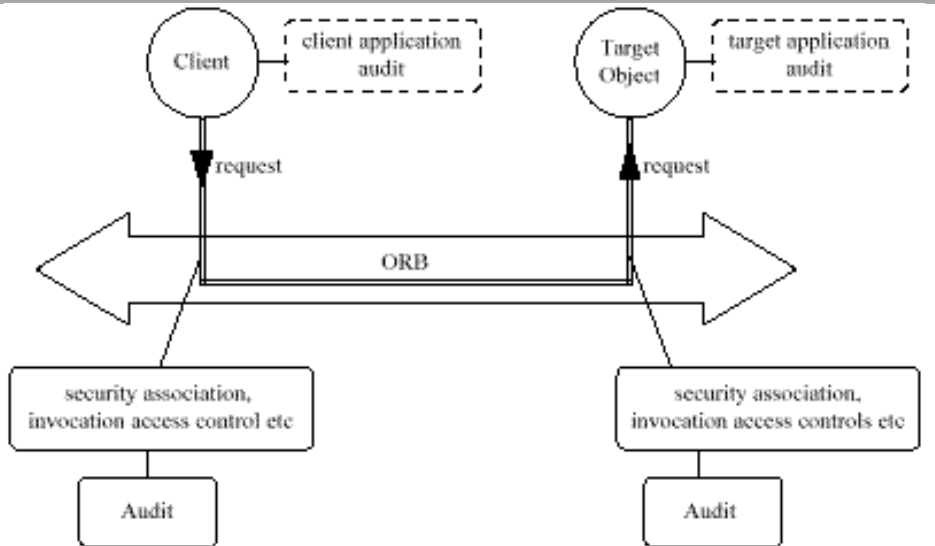 Client
client application
audit
Target
Object
target application
audit
request
request
ORB
security association,
invocation access control etc
security association,
invocation access controls etc
Audit
Audit